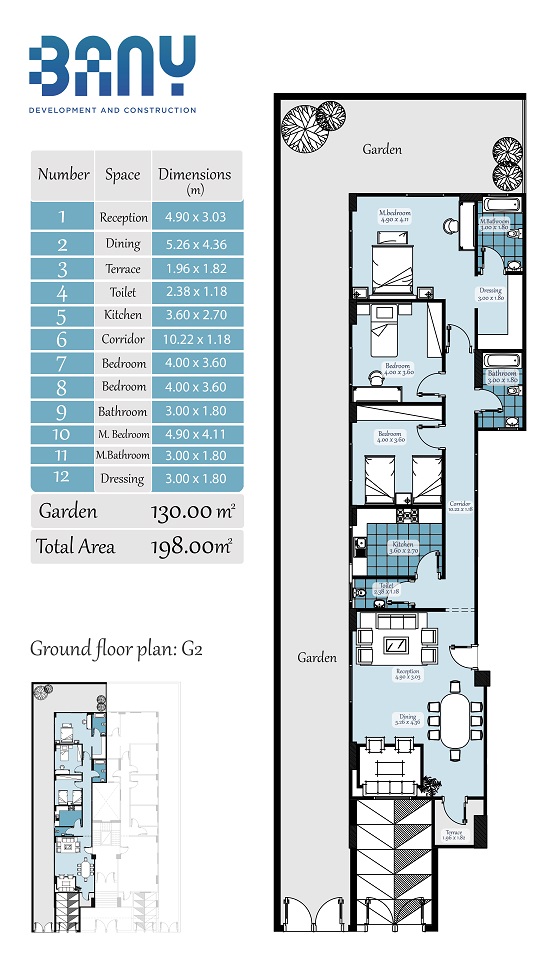 BANY
DEVELOPMENT AND CONSTRUCTION
Number Space Dimensions (m)
1 Reception 4.90 x 3.03
2 Dining 5.26 x 4.36
3 Terrace 1.96 x 1.82
4 Toilet 2.38 x 1.18
5 Kitchen 3.60 x 2.70
6 Corridor 10.22 x 1.18
7 Bedroom 4.00 x 3.60
8 Bedroom 4.00 x 3.60
9 Bathroom 3.00 x 1.80
10 M. Bedroom 4.90 x 4.11
11 M.Bathroom 3.00 x 1.80
12 Dressing 3.00 x 1.80
Garden 130.00 m²
Total Area 198.00m²
Ground floor plan: G2
Garden
M.bedroom
4.90 x 4.11
M.Bathroom
3.00 x 1.80
Dressing
3.00 x 1.80
Bedroom
4.00 x 3.60
Bathroom
3.00 x 1.80
Bedroom
4.00 x 3.60
Corridor
10.22 x 1.18
Kitchen
3.60 x 2.70
Toilet
2.38 x 1.18
Garden
Reception
4.90 x 3.03
Dining
5.26 x 4.36
Terrace
1.96 x 1.82